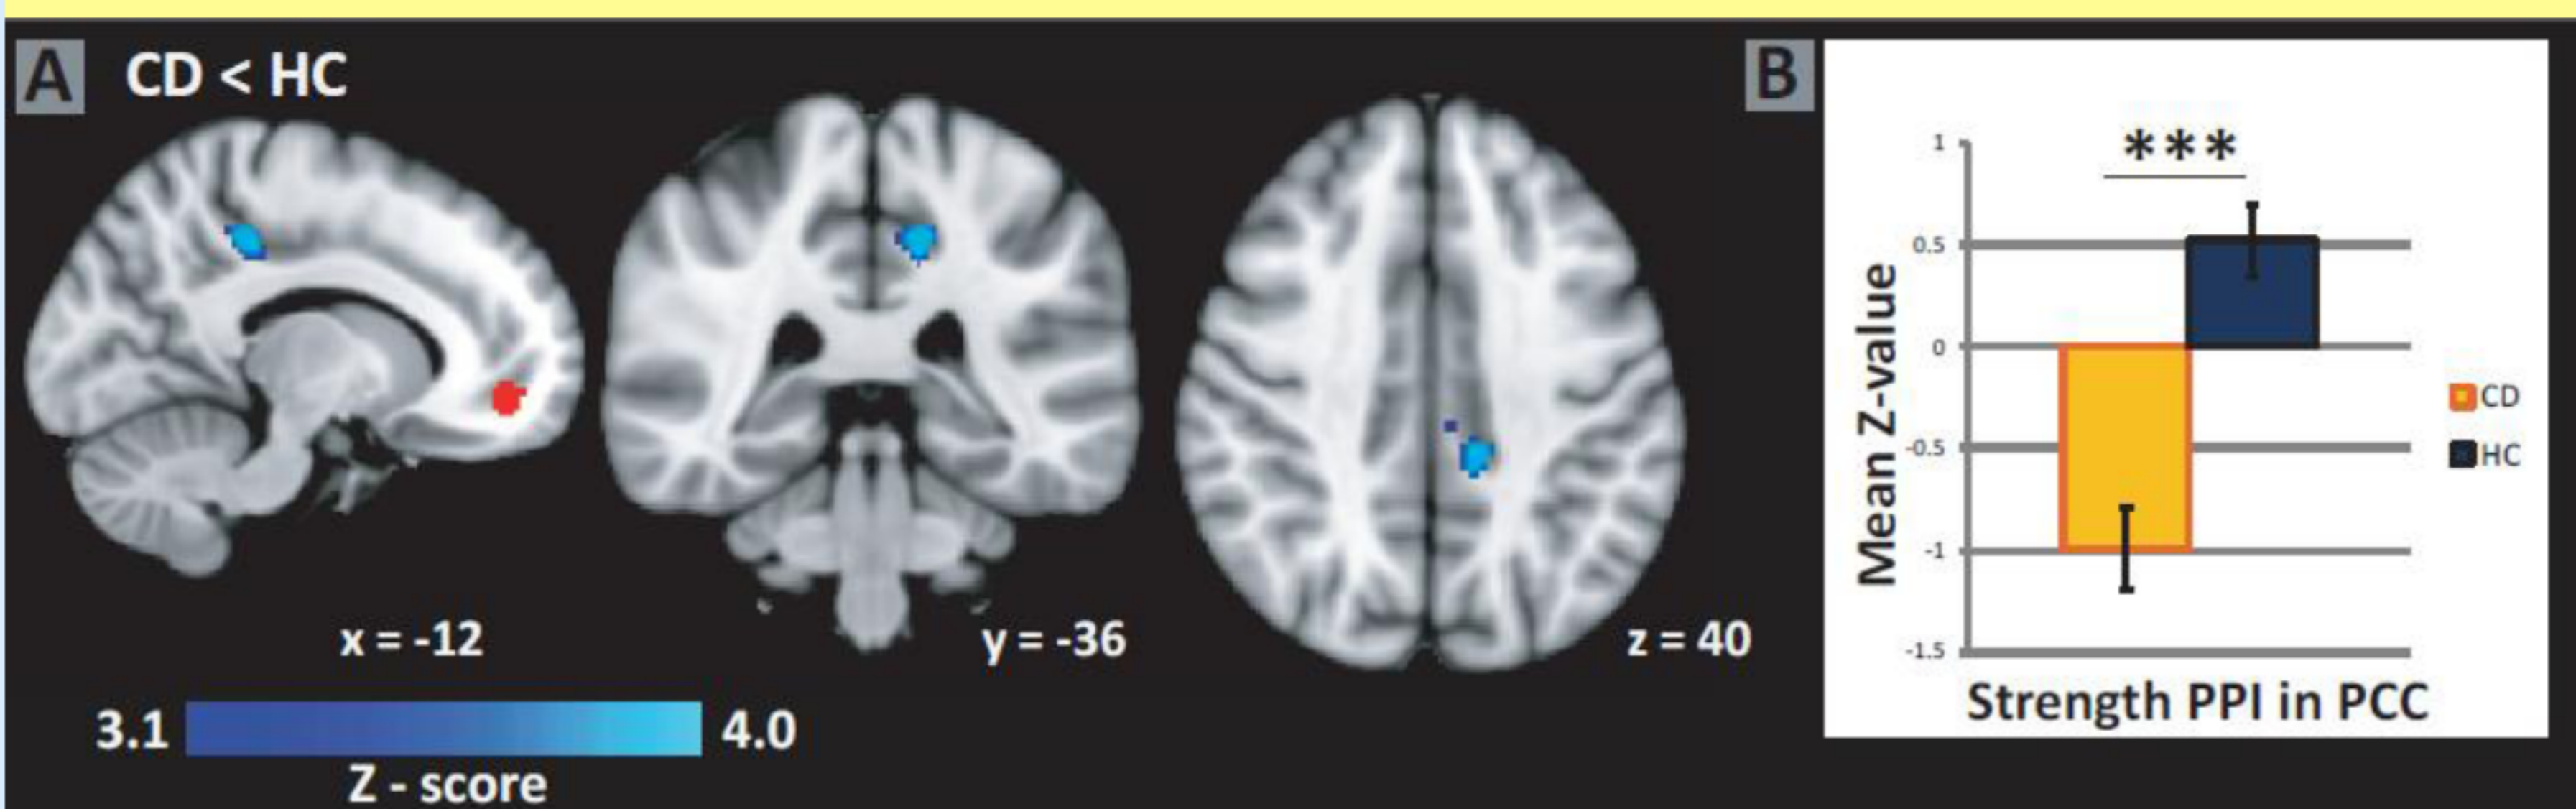 A
CD < HC
x = -12
y = -36
z = 40
3.1
4.0
Z - score
B
***
1
0.5
0
-0.5
-1
-1.5
Mean Z-value
Strength PPI in PCC
CD
HC